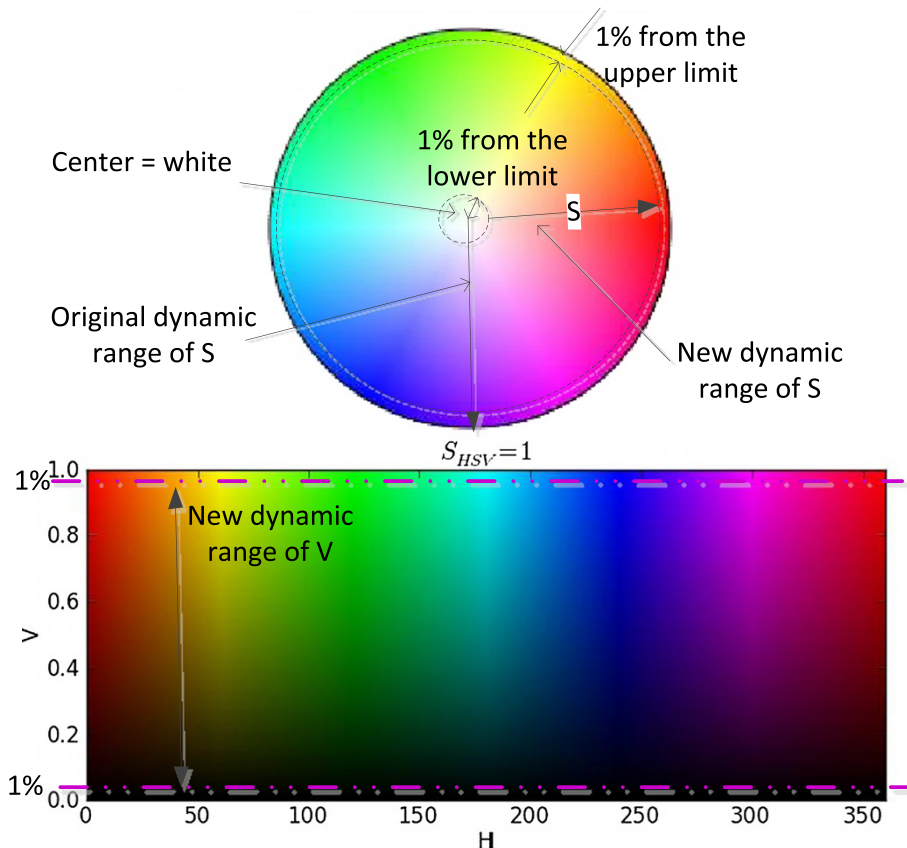 1% from the
upper limit
1% from the
lower limit
Center = white
S
Original dynamic
range of S
New dynamic
range of S
S_HSV=1
1%
1.0
New dynamic
range of V
0.8
0.6
V
0.4
0.2
1%
0.0
0 50 100 150 200 250 300 350
H